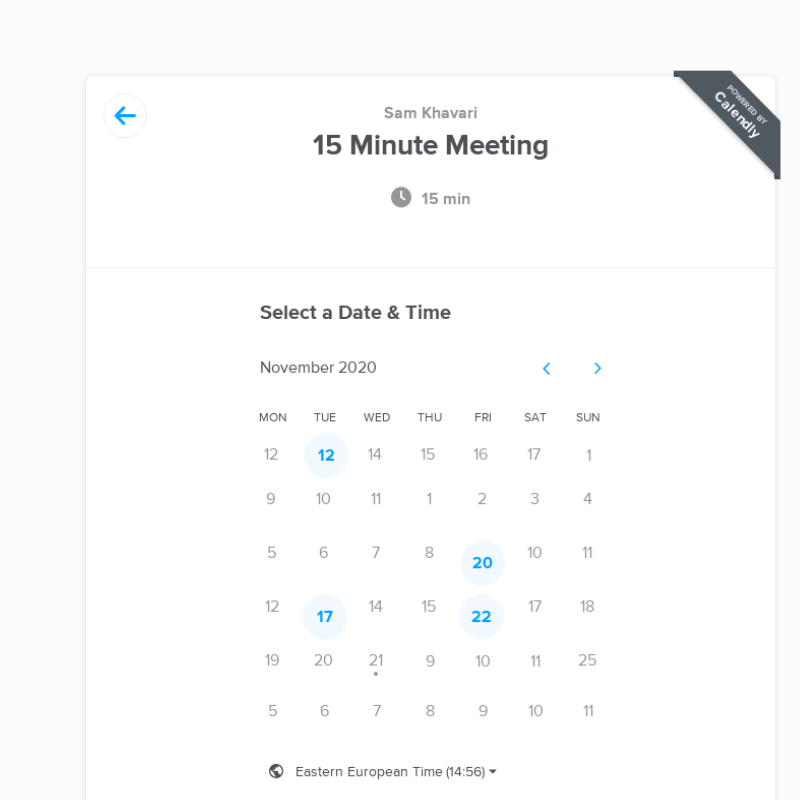 POWERED BY
Calendly
Sam Khavari
15 Minute Meeting
15 min
Select a Date & Time
November 2020
MON TUE WED THU FRI SAT SUN
12 12 14 15 16 17 1
9 10 11 1 2 3 4
5 6 7 8 20 10 11
12 17 14 15 22 17 18
19 20 21 9 10 11 25
5 6 7 8 9 10 11
Eastern European Time (14:56)